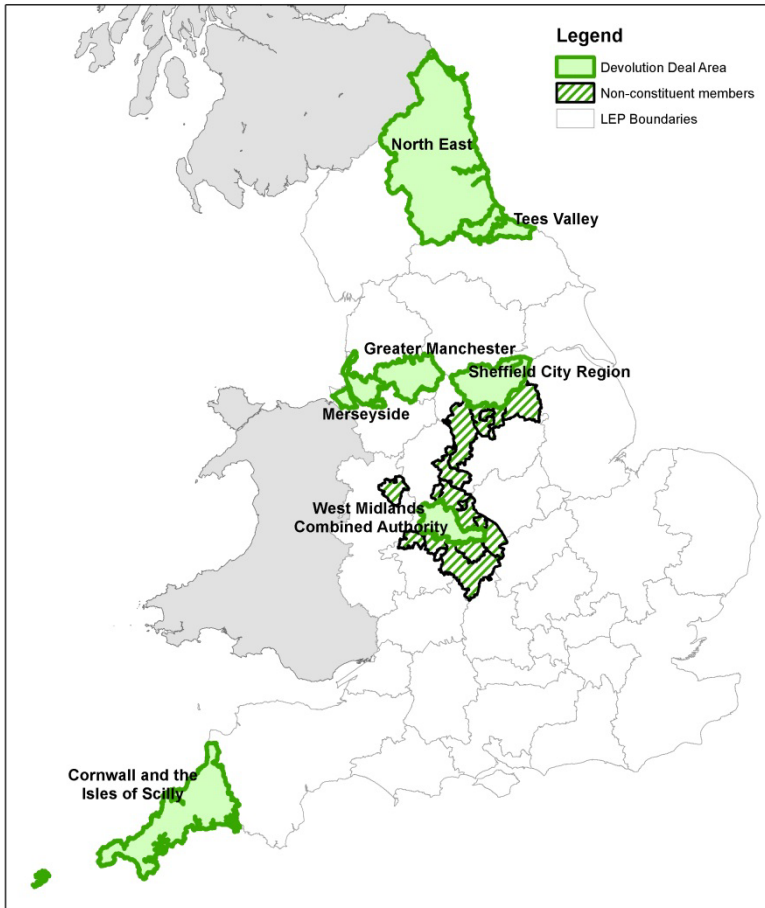 Legend
Devolution Deal Area
Non-constituent members
LEP Boundaries
North East
Tees Valley
Greater Manchester
Sheffield City Region
Merseyside
West Midlands
Combined Authority
Cornwall and the
Isles of Scilly